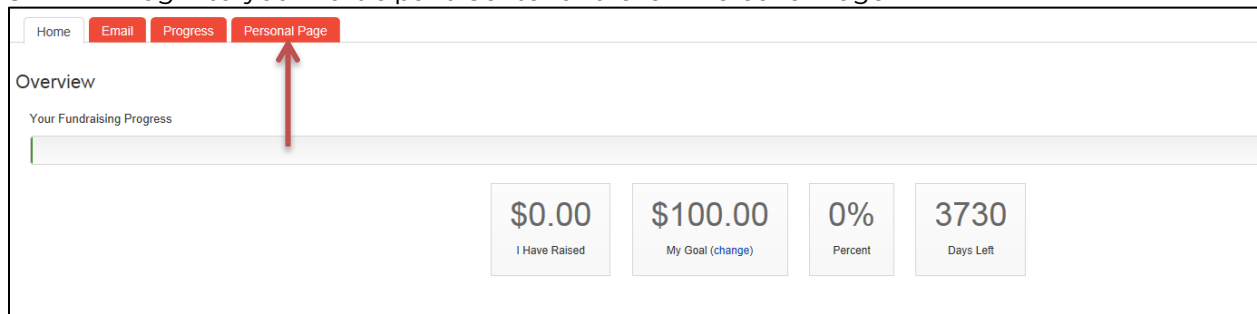 Home Email Progress Personal Page
Overview
Your Fundraising Progress
$0.00 $100.00 0% 3730
I Have Raised My Goal (change) Percent Days Left